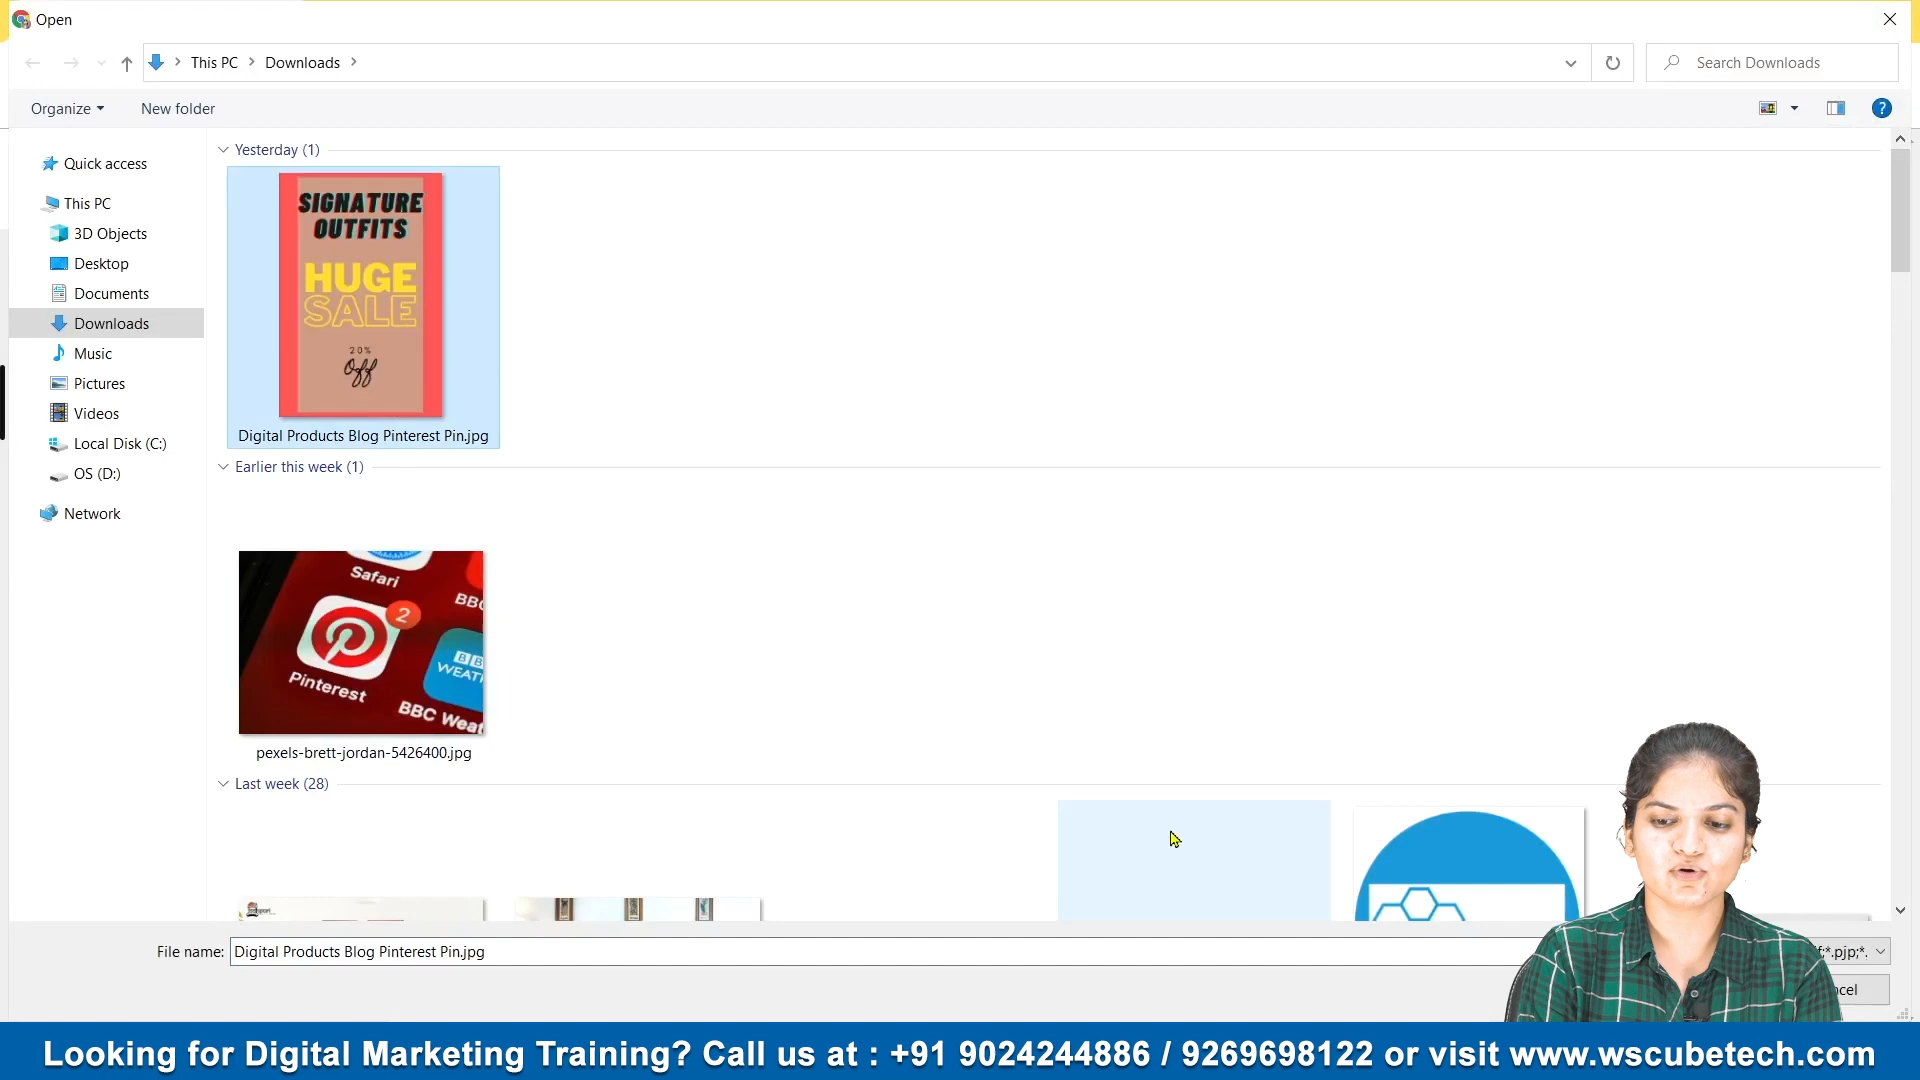 Open
This PC
Downloads
Search Downloads
Organize
New folder
Quick access
This PC
3D Objects
Desktop
Documents
Downloads
Music
Pictures
Videos
Local Disk (C:)
OS (D:)
Network
Yesterday (1)
SIGNATURE
OUTFITS
HUGE
SALE
20%
Off
Digital Products Blog Pinterest Pin.jpg
Earlier this week (1)
Safari
2
Pinterest
BBC Weat
pexels-brett-jordan-5426400.jpg
Last week (28)
File name: Digital Products Blog Pinterest Pin.jpg
;*.pjp;*.
ncel
Looking for Digital Marketing Training? Call us at : +91 9024244886 / 9269698122 or visit www.wscubetech.com